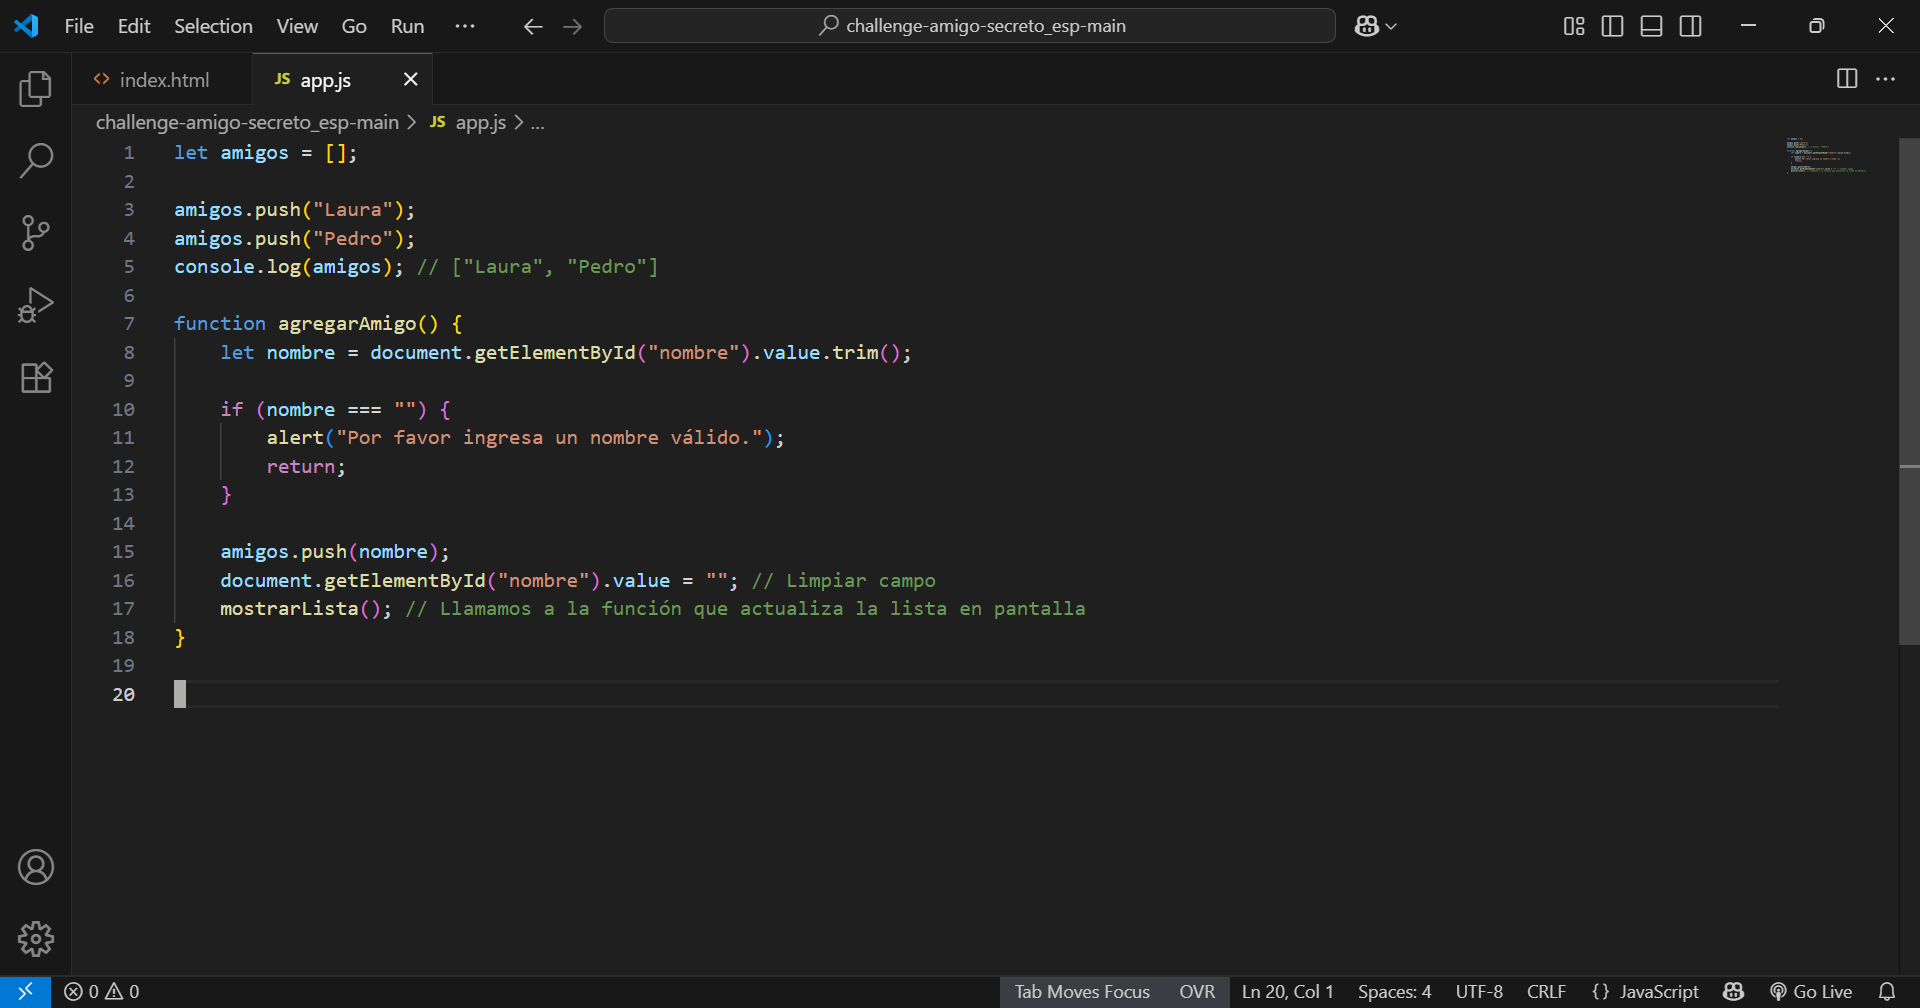 File Edit Selection View Go Run ··· challenge-amigo-secreto_esp-main
index.html JS app.js
challenge-amigo-secreto_esp-main > JS app.js > ...
1 let amigos = [];
2
3 amigos.push("Laura");
4 amigos.push("Pedro");
5 console.log(amigos); // ["Laura", "Pedro"]
6
7 function agregarAmigo() {
8 let nombre = document.getElementById("nombre").value.trim();
9
10 if (nombre === "") {
11 alert("Por favor ingresa un nombre válido.");
12 return;
13 }
14
15 amigos.push(nombre);
16 document.getElementById("nombre").value = ""; // Limpiar campo
17 mostrarLista(); // Llamamos a la función que actualiza la lista en pantalla
18 }
19
20
0 0 Tab Moves Focus OVR Ln 20, Col 1 Spaces: 4 UTF-8 CRLF {} JavaScript Go Live